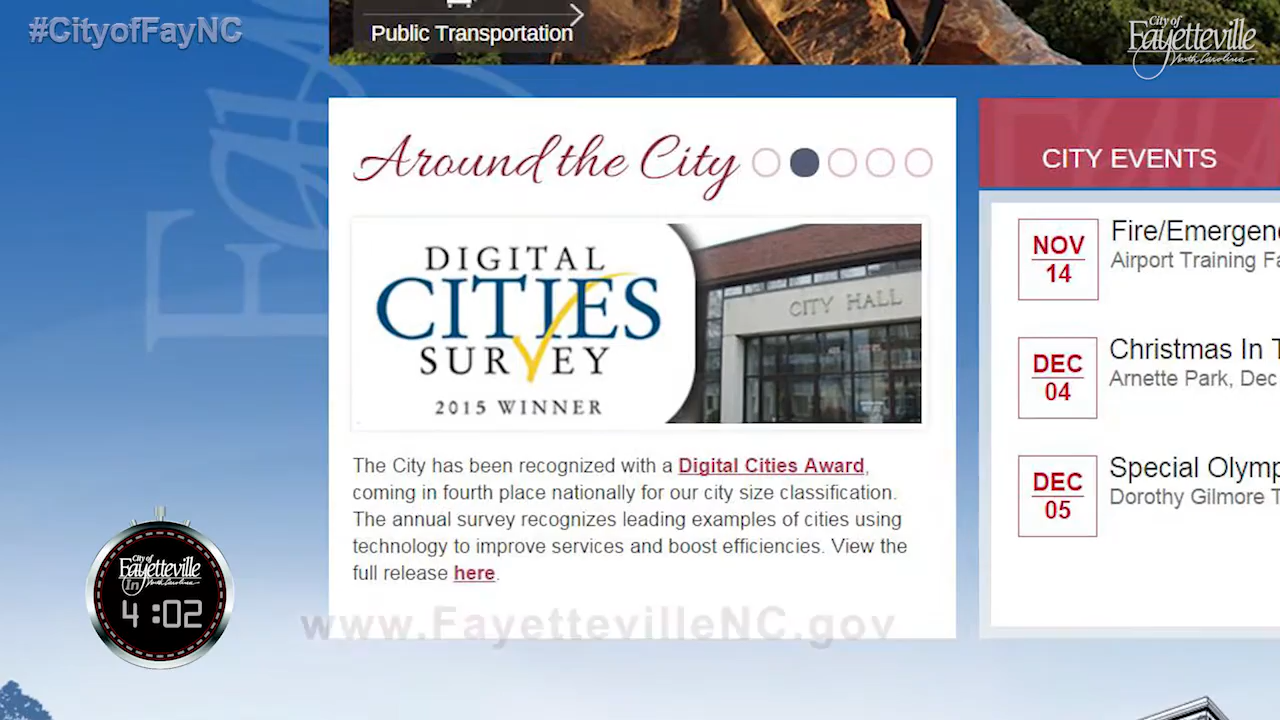 #CityofFayNC
Public Transportation
City of
Fayetteville
North Carolina
Around the City
CITY EVENTS
DIGITAL
CITIES
SURVEY
2015 WINNER
CITY HALL
NOV
14
Fire/Emergenc
Airport Training Fa
DEC
04
Christmas In T
Arnette Park, Dec
DEC
05
Special Olymp
Dorothy Gilmore T
The City has been recognized with a Digital Cities Award,
coming in fourth place nationally for our city size classification.
The annual survey recognizes leading examples of cities using
technology to improve services and boost efficiencies. View the
full release here.
City of
Fayetteville
North Carolina
In
4:02
www.FayettevilleNC.gov